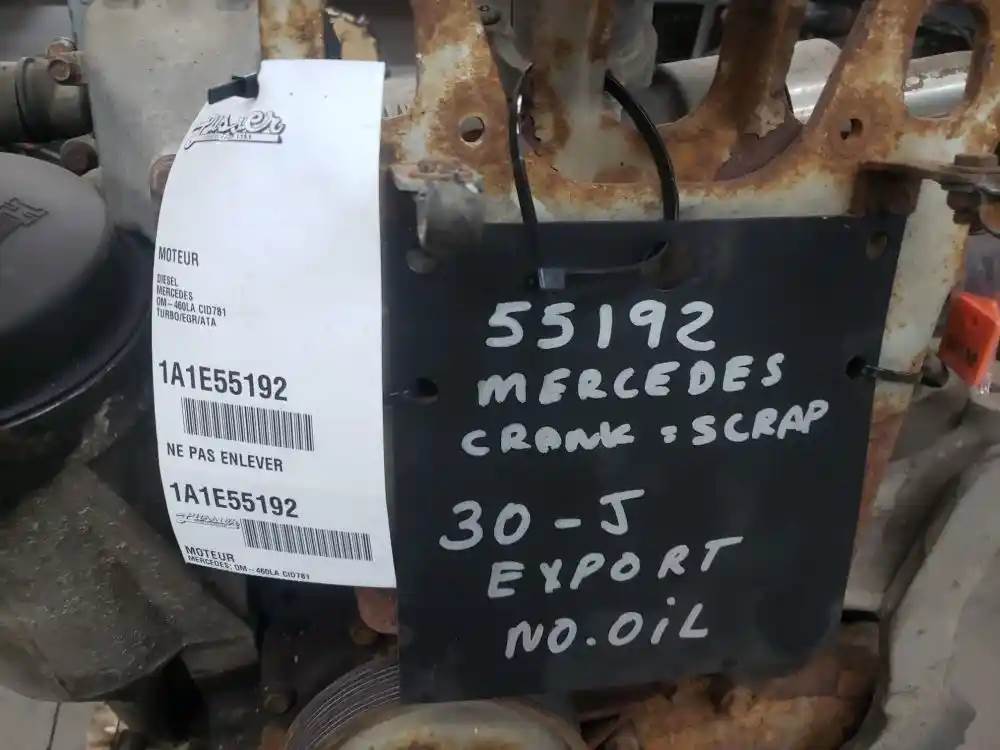 MOTEUR
DIESEL
MERCEDES
OM-460LA CID781
TURBO/EGR/ATA
1A1E55192
NE PAS ENLEVER
1A1E55192
MOTEUR
MERCEDES: OM-460LA CID781
55192
MERCEDES
CRANK = SCRAP
30-J
EXPORT
NO.OiL